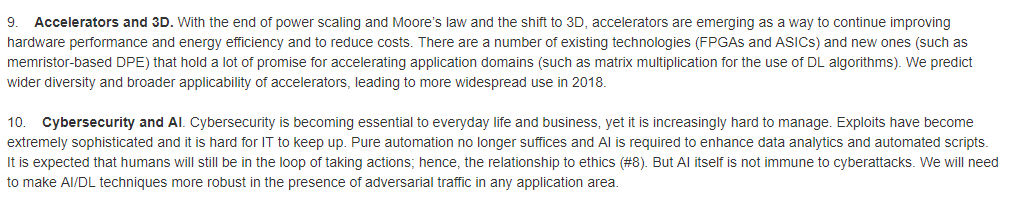 9. Accelerators and 3D. With the end of power scaling and Moore's law and the shift to 3D, accelerators are emerging as a way to continue improving
hardware performance and energy efficiency and to reduce costs. There are a number of existing technologies (FPGAs and ASICs) and new ones (such as
memristor-based DPE) that hold a lot of promise for accelerating application domains (such as matrix multiplication for the use of DL algorithms). We predict
wider diversity and broader applicability of accelerators, leading to more widespread use in 2018.
10. Cybersecurity and AI. Cybersecurity is becoming essential to everyday life and business, yet it is increasingly hard to manage. Exploits have become
extremely sophisticated and it is hard for IT to keep up. Pure automation no longer suffices and AI is required to enhance data analytics and automated scripts.
It is expected that humans will still be in the loop of taking actions; hence, the relationship to ethics (#8). But AI itself is not immune to cyberattacks. We will need
to make AI/DL techniques more robust in the presence of adversarial traffic in any application area.